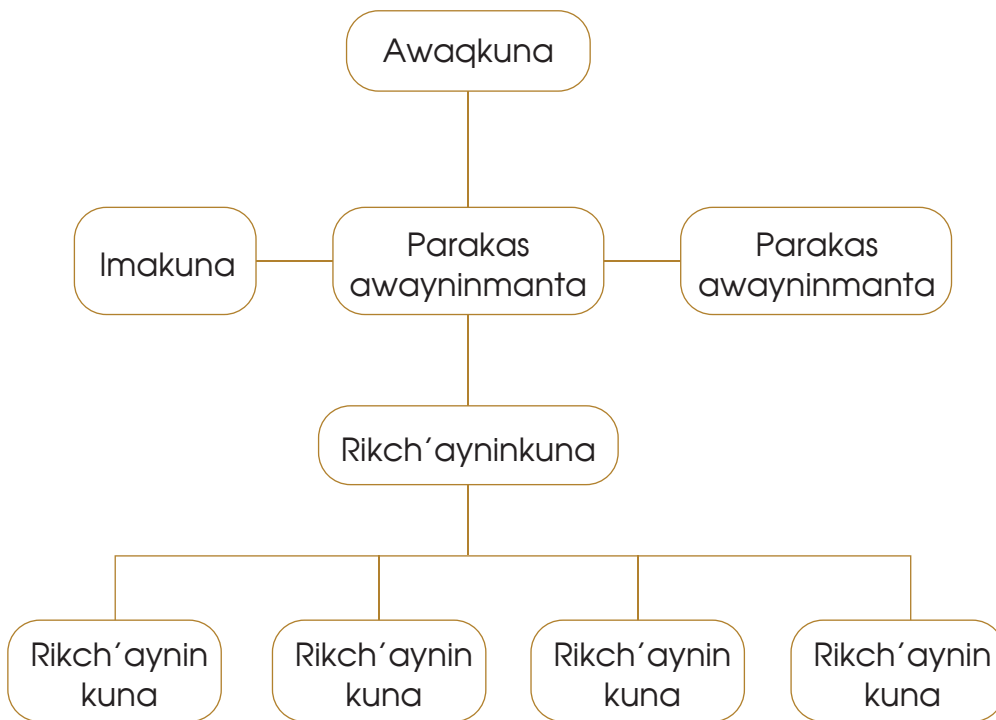 Awaqkuna
Imakuna
Parakas
awayninmanta
Parakas
awayninmanta
Rikch´ayninkuna
Rikch´aynin
kuna
Rikch´aynin
kuna
Rikch´aynin
kuna
Rikch´aynin
kuna